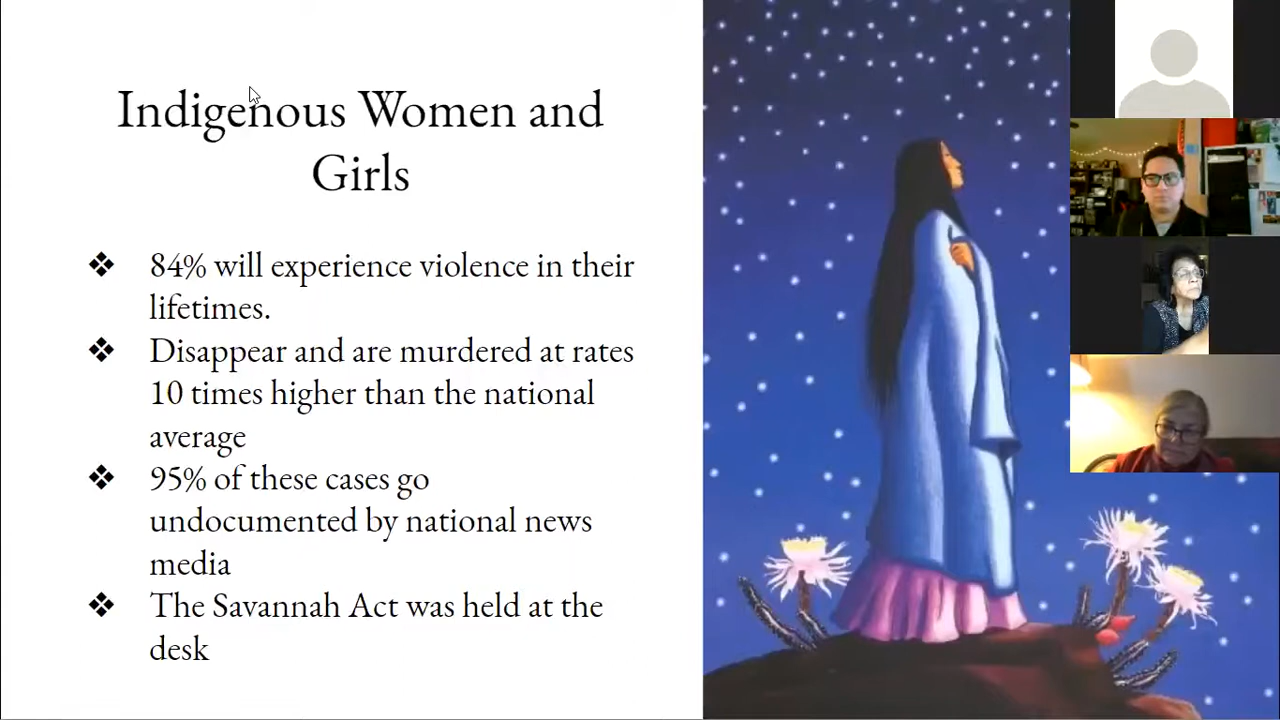 Indigenous Women and
Girls
❖ 84% will experience violence in their
lifetimes.
❖ Disappear and are murdered at rates
10 times higher than the national
average
❖ 95% of these cases go
undocumented by national news
media
❖ The Savannah Act was held at the
desk